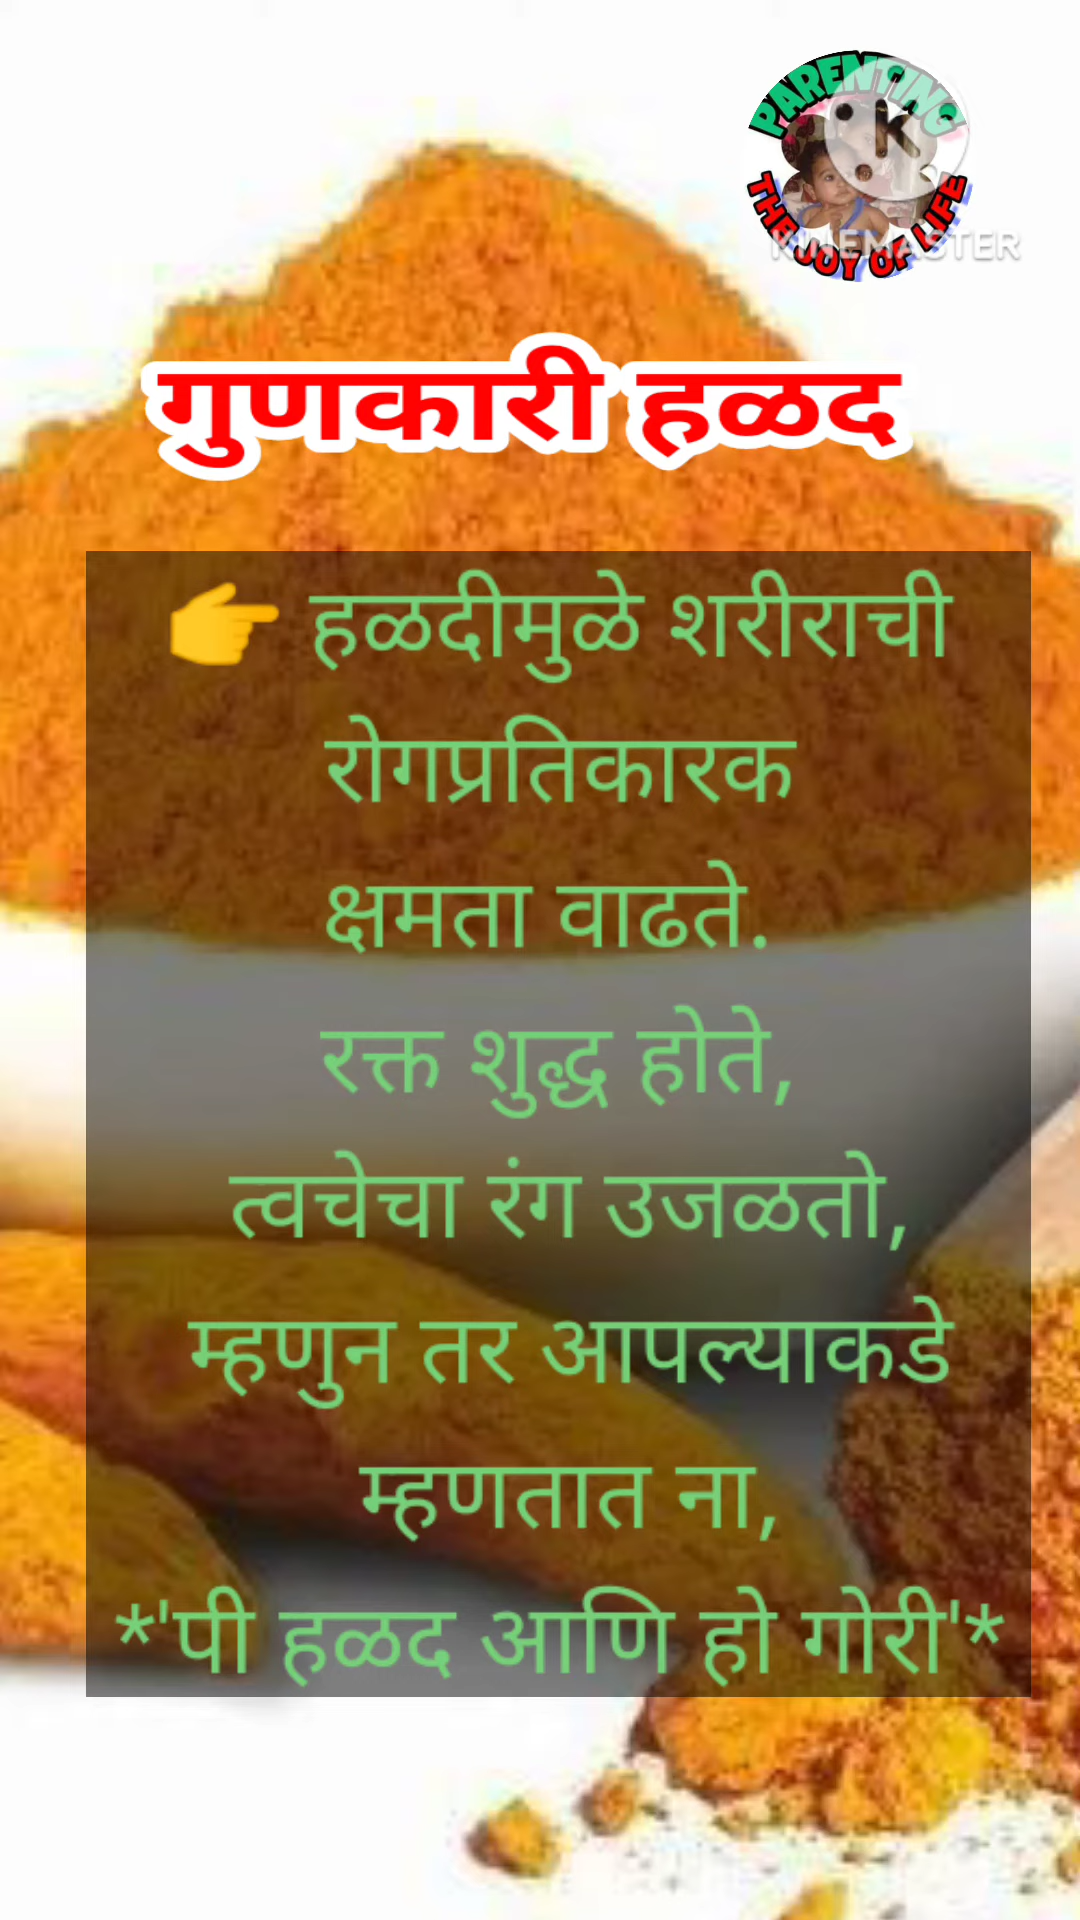 PARENTING
THE JOY OF LIFE
KINEMASTER
गुणकारी हळद
👉 हळदीमुळे शरीराची
रोगप्रतिकारक
क्षमता वाढते.
रक्त शुद्ध होते,
त्वचेचा रंग उजळतो,
म्हणुन तर आपल्याकडे
म्हणतात ना,
*'पी हळद आणि हो गोरी'*